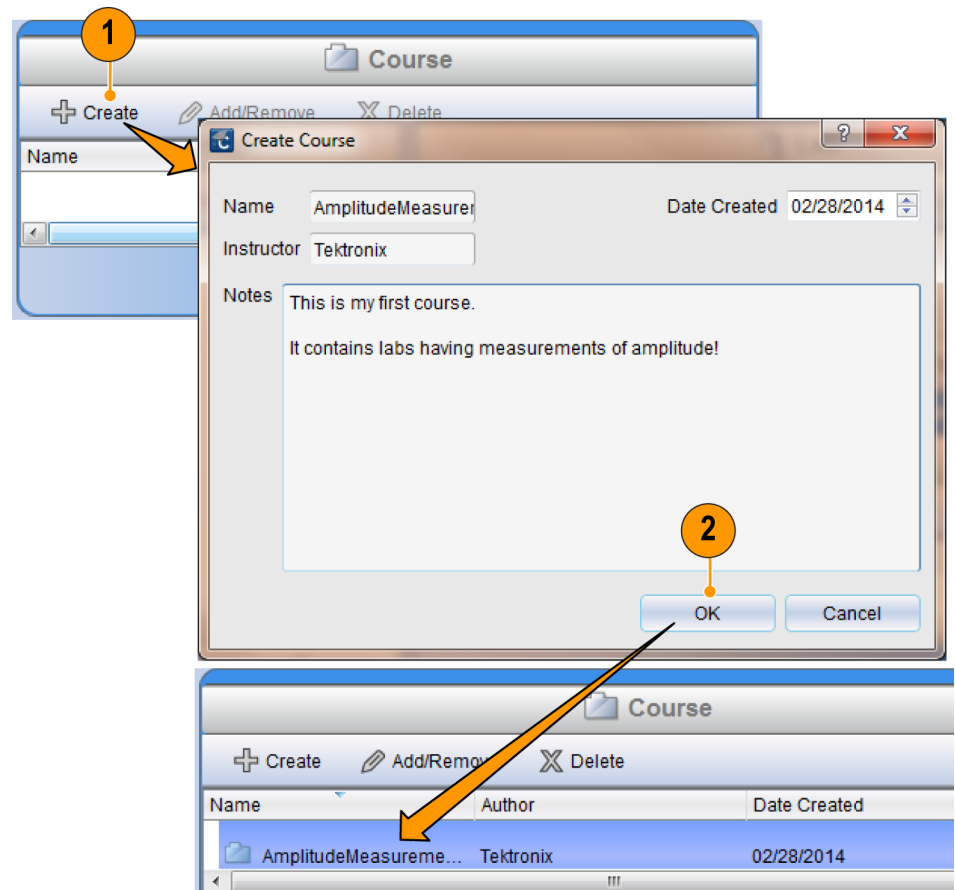 1
Course
Create Add/Remove Delete
Name
Create Course
Name AmplitudeMeasurer Date Created 02/28/2014
Instructor Tektronix
Notes This is my first course.
It contains labs having measurements of amplitude!
2
OK Cancel
Course
Create Add/Remov Delete
Name Author Date Created
AmplitudeMeasureme... Tektronix 02/28/2014